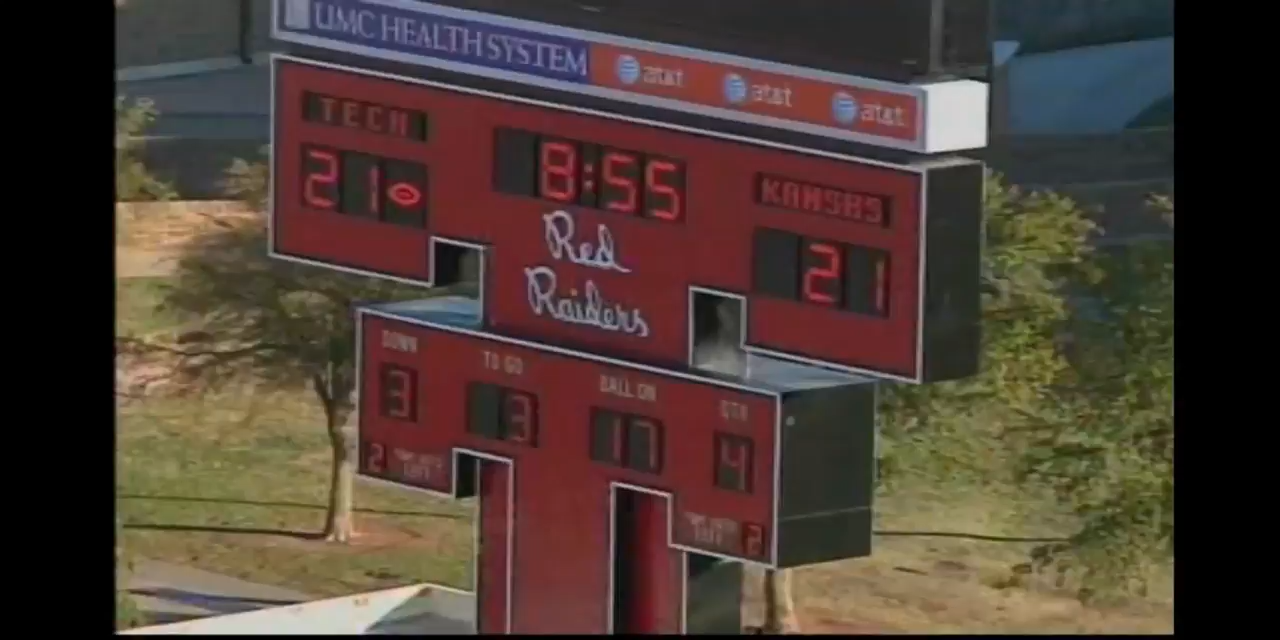 UMC HEALTH SYSTEM at&t at&t at&t
TECH
8:55
KANSAS
21
21
Red
Raiders
DOWN TO GO BALL ON QTR
3 3 17 4
2
2